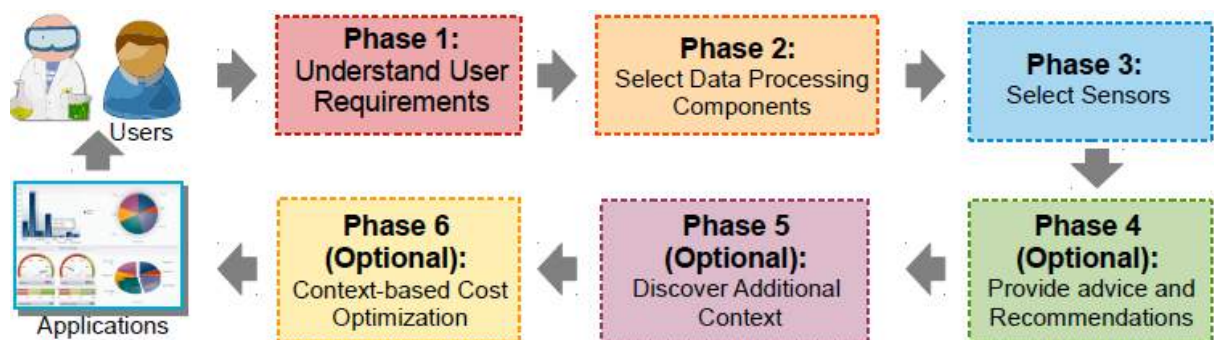 Users
Phase 1:
Understand User
Requirements
Phase 2:
Select Data Processing
Components
Phase 3:
Select Sensors
Phase 4
(Optional):
Provide advice and
Recommendations
Phase 5
(Optional):
Discover Additional
Context
Phase 6
(Optional):
Context-based Cost
Optimization
Applications